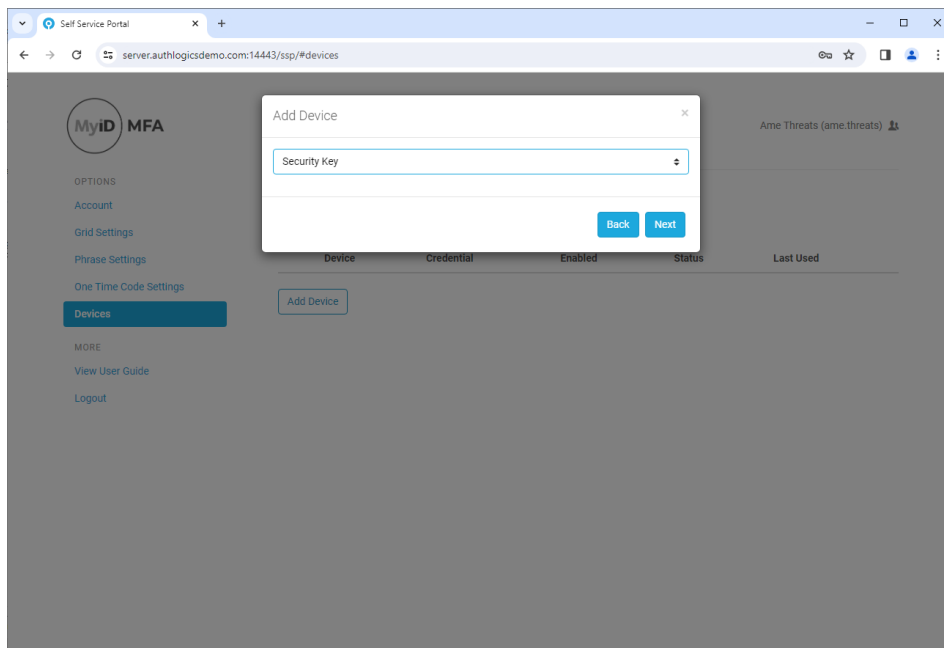 Self Service Portal
server.authlogicsdemo.com:14443/ssp/#devices
MyiD MFA
Ame Threats (ame.threats)
Add Device ×
Security Key
Back Next
OPTIONS
Account
Grid Settings
Phrase Settings
One Time Code Settings
Devices
MORE
View User Guide
Logout
Device Credential Enabled Status Last Used
Add Device